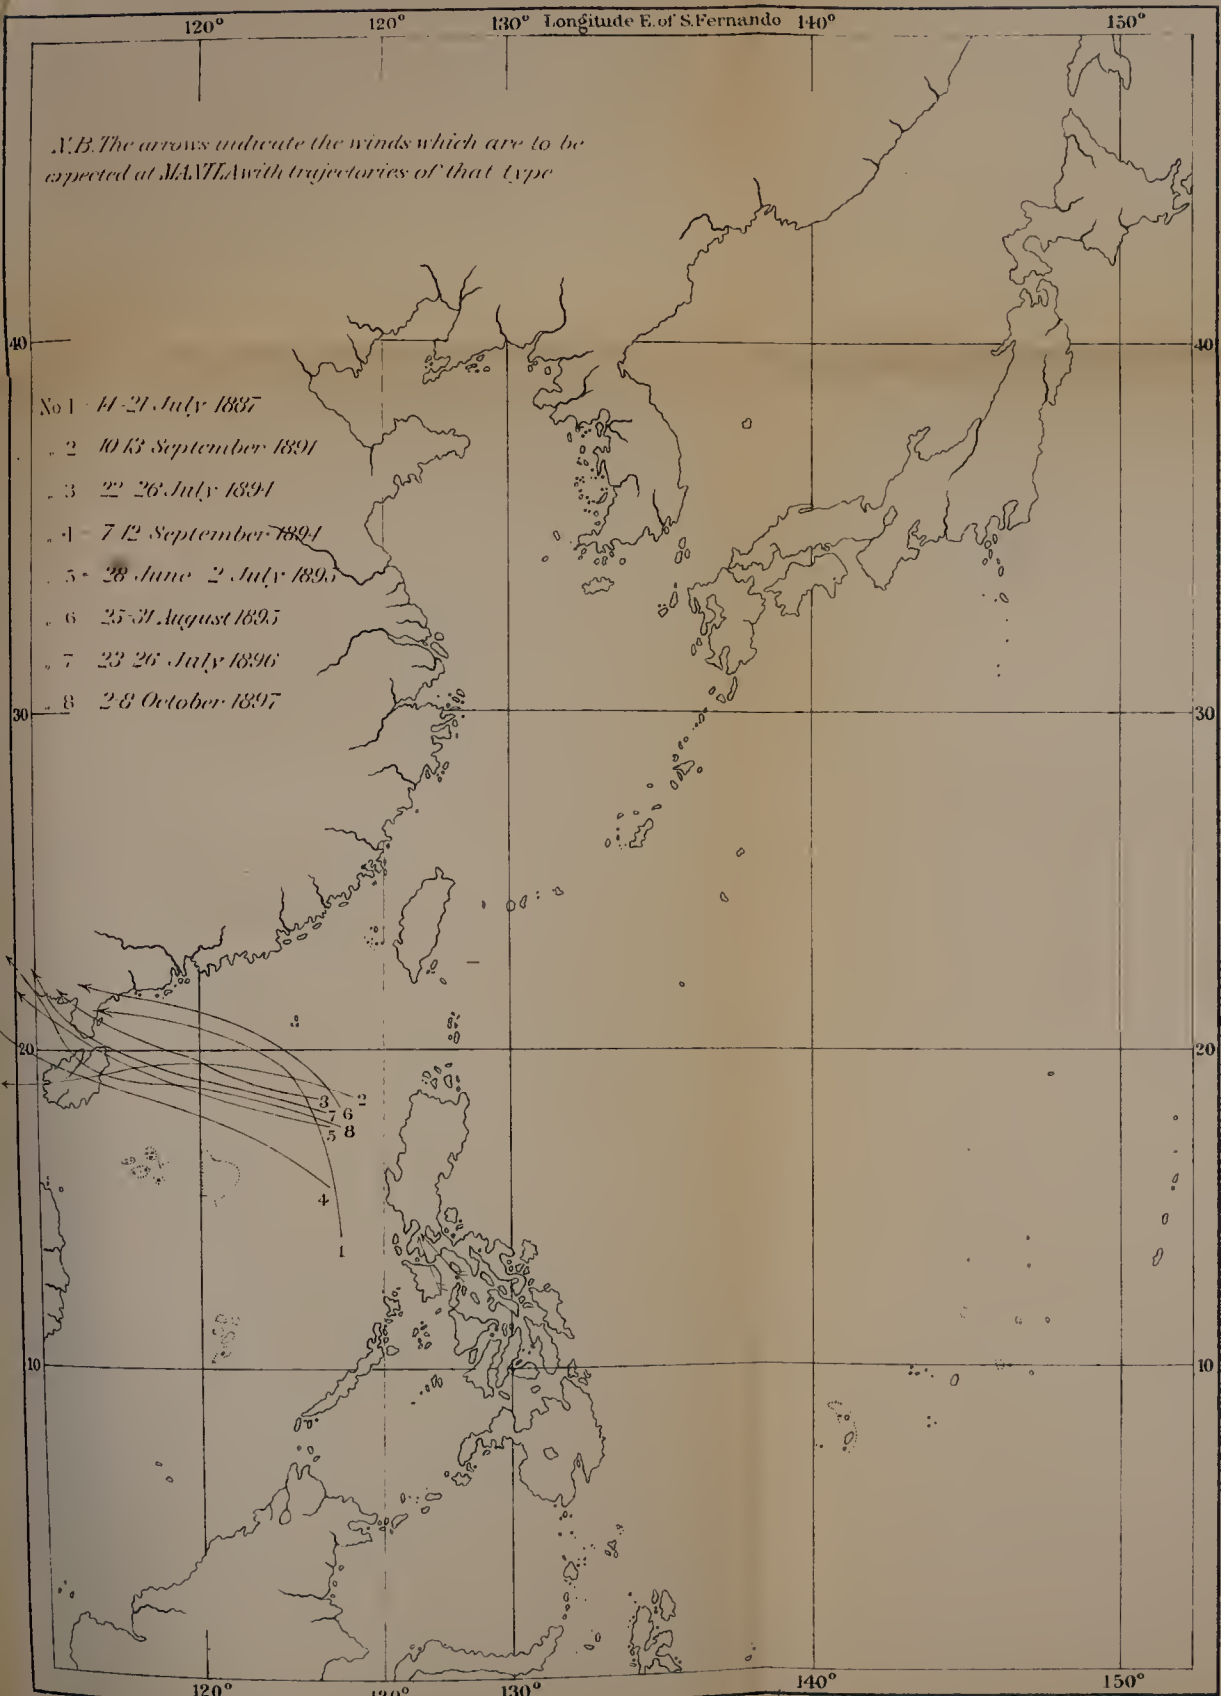 120° 120° 130° Longitude E. of S. Fernando 140° 150°
N.B. The arrows indicate the winds which are to be
expected at MANILA with trajectories of that type
40 40
No 1 14-21 July 1887
„ 2 10 13 September 1891
„ 3 22 26 July 1894
„ 4 7 12 September 1894
„ 5 28 June 2 July 1895
„ 6 25-31 August 1895
„ 7 23 26 July 1896
„ 8 2-8 October 1897
30 30
20 20
3 2
7 6
5 8
4
1
10 10
120° 120° 130° 140° 150°